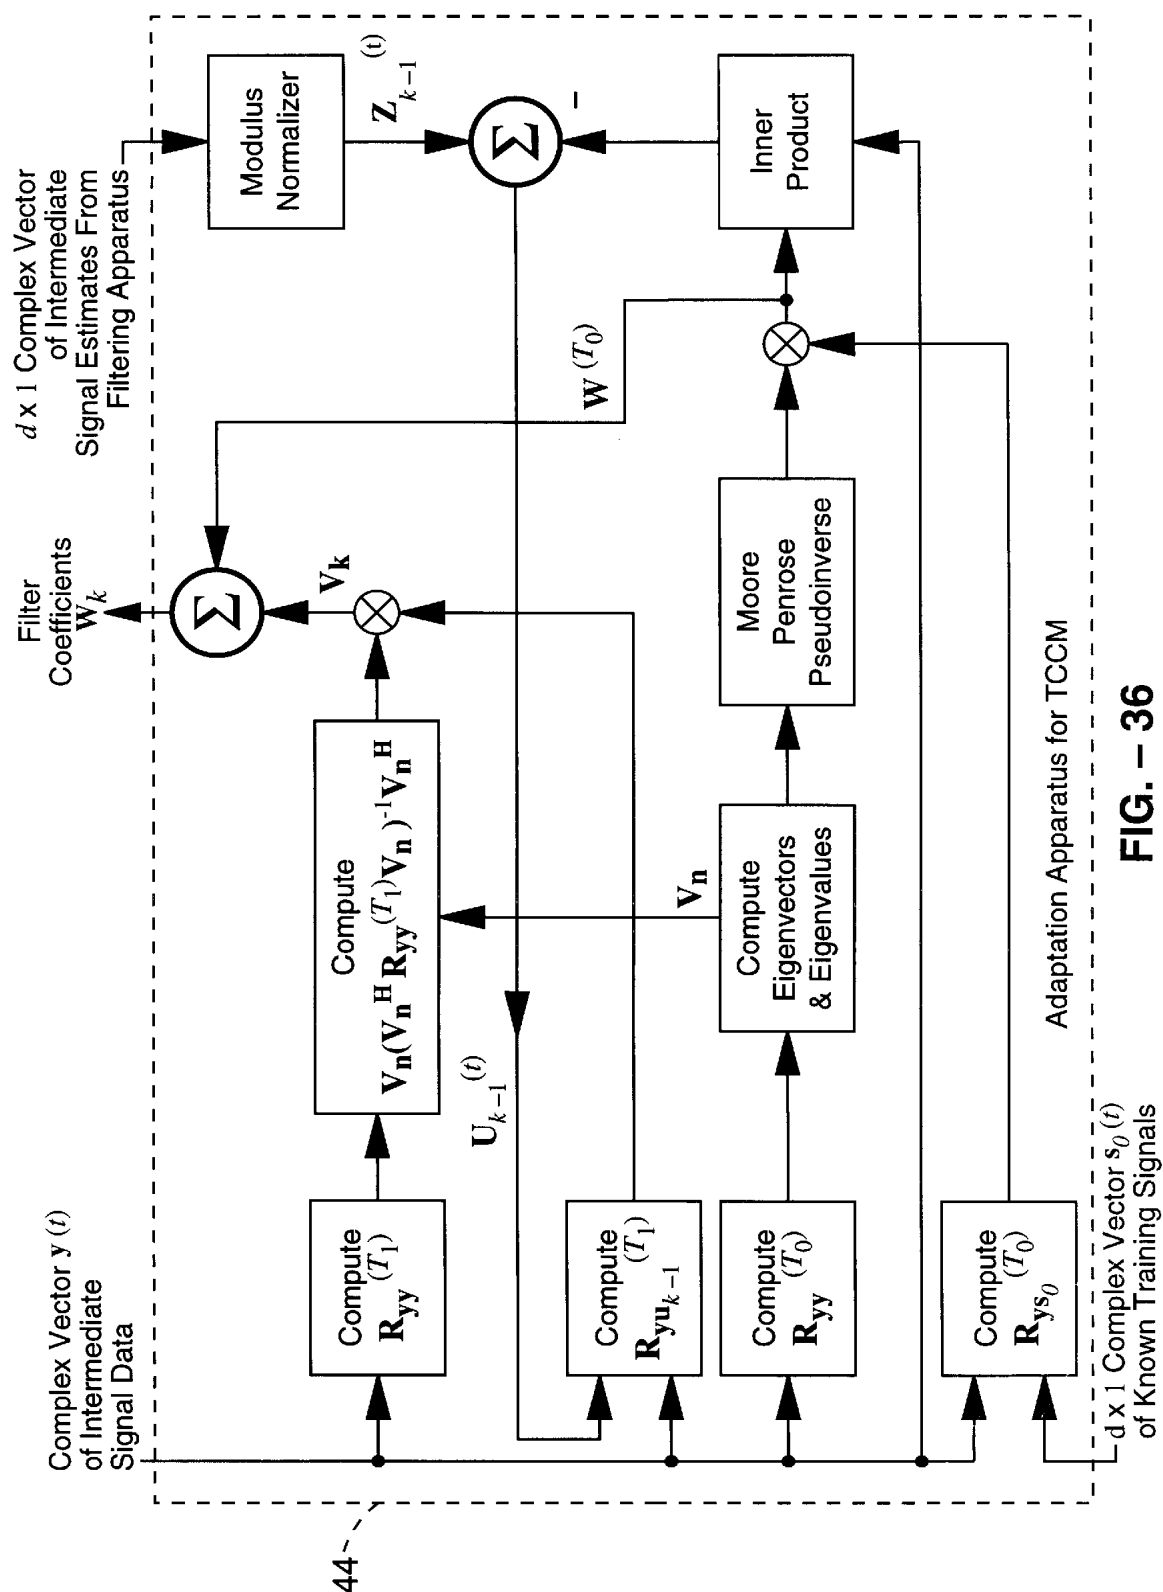 Complex Vector y(t)
of Intermediate
Signal Data
Filter
Coefficients
W_k
d x 1 Complex Vector
of Intermediate
Signal Estimates From
Filtering Apparatus
44
Compute
R_yy^(T_1)
Compute
V_n(V_n^H R_yy^(T_1) V_n)^-1 V_n^H
V_k
Σ
Modulus
Normalizer
Z_k-1^(t)
Σ
-
U_k-1^(t)
W^(T_0)
Compute
R_yu_k-1^(T_1)
Compute
R_yy^(T_0)
V_n
Compute
Eigenvectors
& Eigenvalues
Moore
Penrose
Pseudoinverse
Inner
Product
Compute
R_ys_0^(T_0)
Adaptation Apparatus for TCCM
d x 1 Complex Vector s_0(t)
of Known Training Signals
FIG. – 36